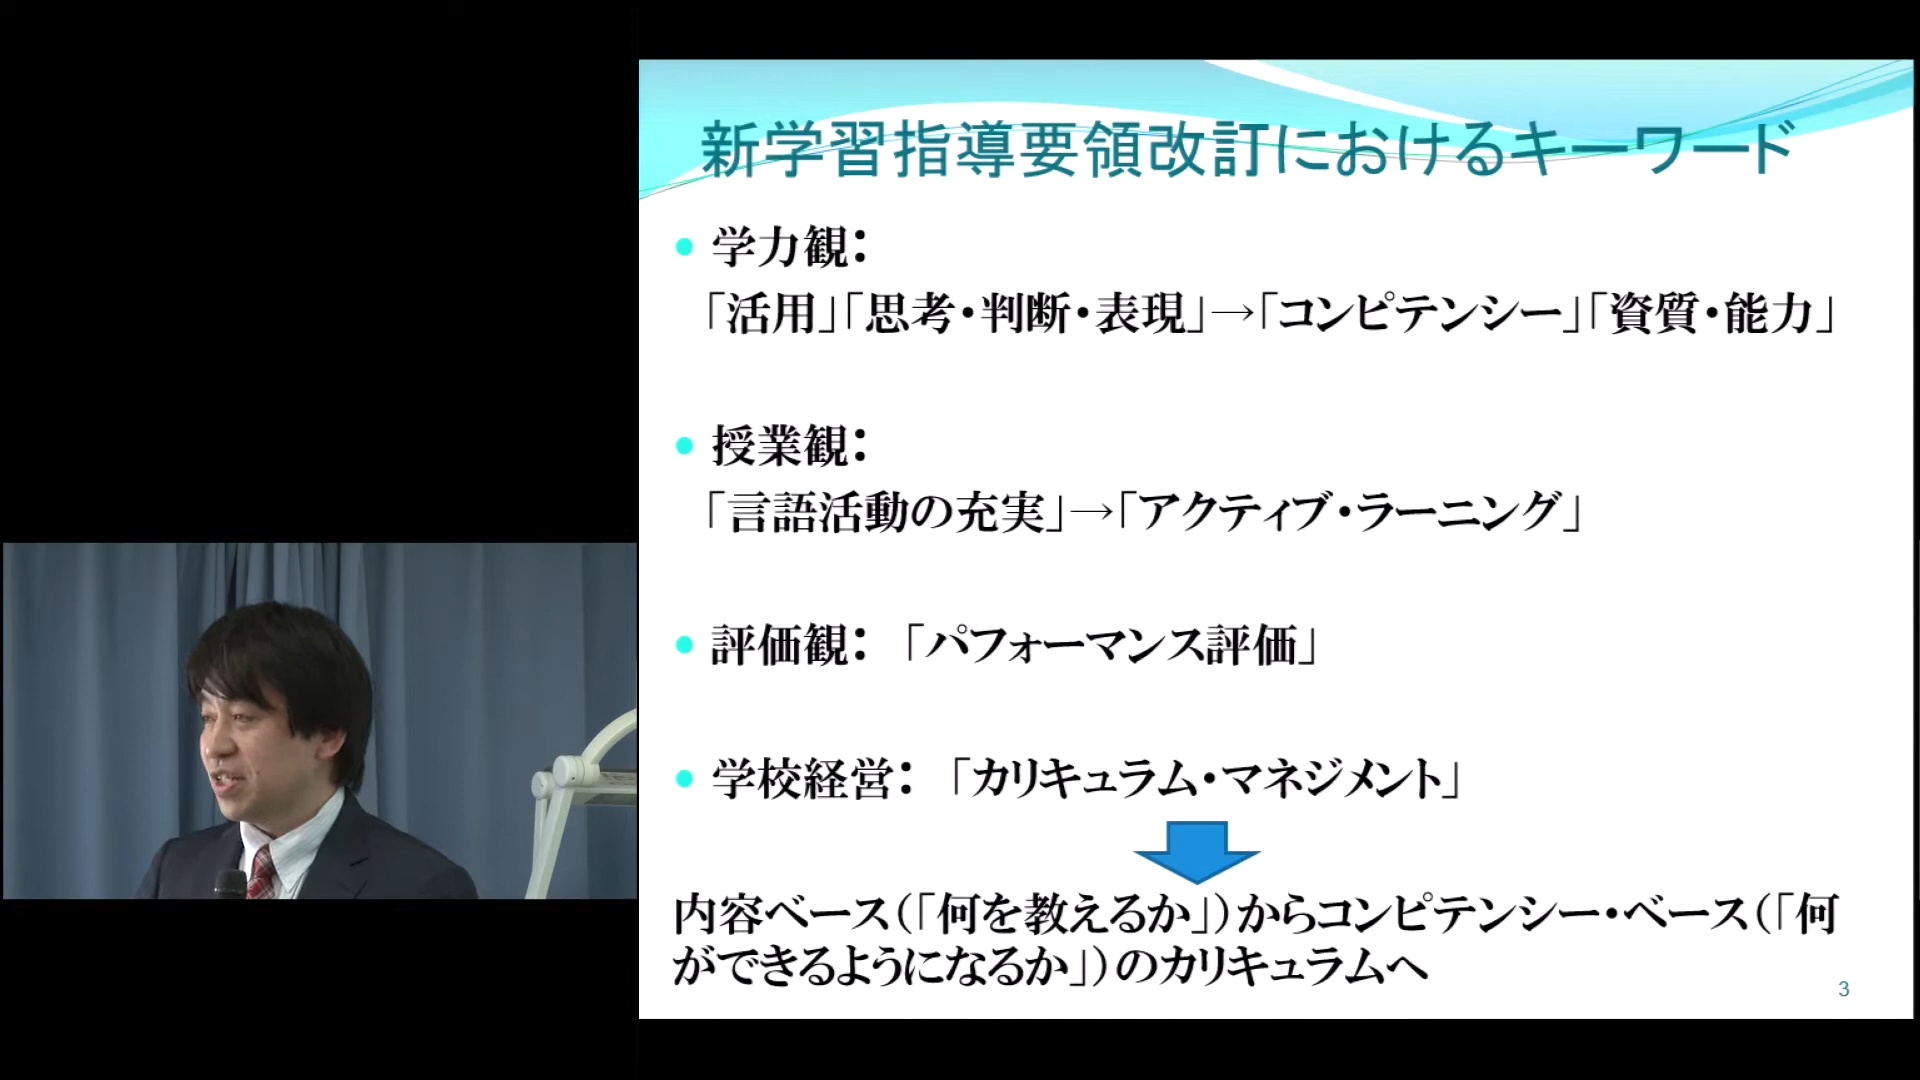 新学習指導要領改訂におけるキーワード
• 学力観：
「活用」「思考・判断・表現」→「コンピテンシー」「資質・能力」
• 授業観：
「言語活動の充実」→「アクティブ・ラーニング」
• 評価観：「パフォーマンス評価」
• 学校経営：「カリキュラム・マネジメント」
内容ベース（「何を教えるか」）からコンピテンシー・ベース（「何
ができるようになるか」）のカリキュラムへ
3